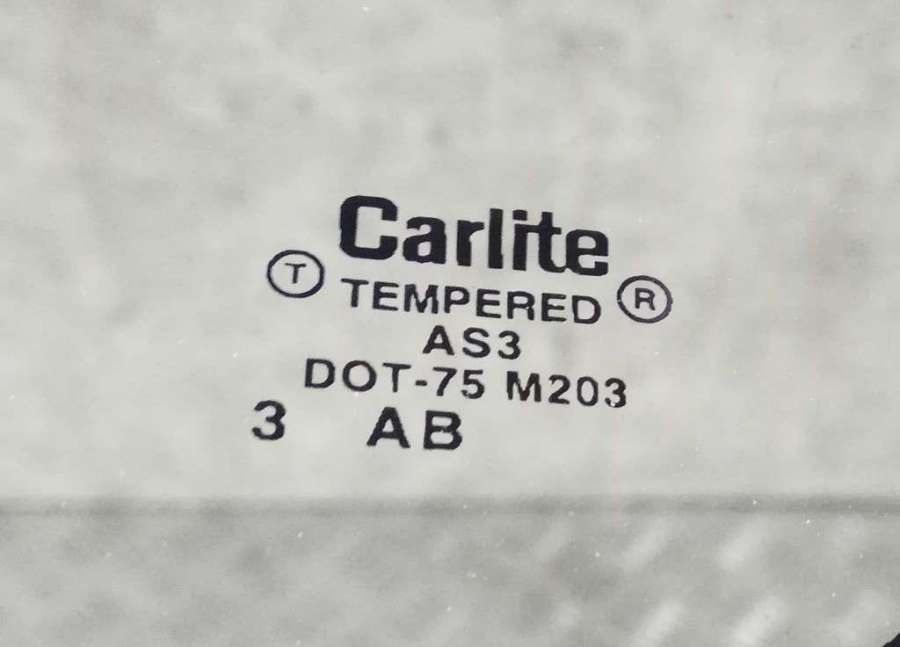 Carlite
T TEMPERED R
AS3
DOT-75 M203
3 AB